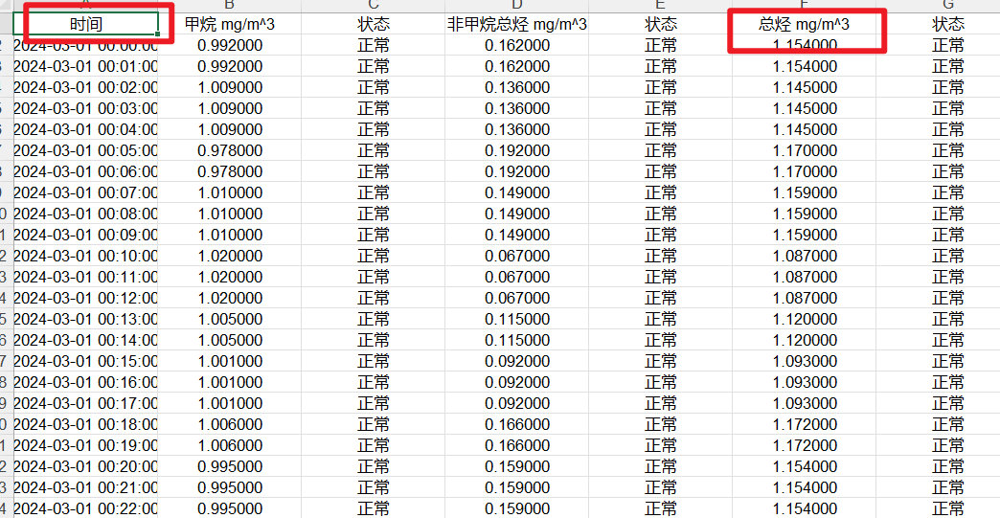 A B C D E F G
时间 甲烷 mg/m^3 状态 非甲烷总烃 mg/m^3 状态 总烃 mg/m^3 状态
2 2024-03-01 00:00:00 0.992000 正常 0.162000 正常 1.154000 正常
3 2024-03-01 00:01:00 0.992000 正常 0.162000 正常 1.154000 正常
4 2024-03-01 00:02:00 1.009000 正常 0.136000 正常 1.145000 正常
5 2024-03-01 00:03:00 1.009000 正常 0.136000 正常 1.145000 正常
6 2024-03-01 00:04:00 1.009000 正常 0.136000 正常 1.145000 正常
7 2024-03-01 00:05:00 0.978000 正常 0.192000 正常 1.170000 正常
8 2024-03-01 00:06:00 0.978000 正常 0.192000 正常 1.170000 正常
9 2024-03-01 00:07:00 1.010000 正常 0.149000 正常 1.159000 正常
0 2024-03-01 00:08:00 1.010000 正常 0.149000 正常 1.159000 正常
1 2024-03-01 00:09:00 1.010000 正常 0.149000 正常 1.159000 正常
2 2024-03-01 00:10:00 1.020000 正常 0.067000 正常 1.087000 正常
3 2024-03-01 00:11:00 1.020000 正常 0.067000 正常 1.087000 正常
4 2024-03-01 00:12:00 1.020000 正常 0.067000 正常 1.087000 正常
5 2024-03-01 00:13:00 1.005000 正常 0.115000 正常 1.120000 正常
6 2024-03-01 00:14:00 1.005000 正常 0.115000 正常 1.120000 正常
7 2024-03-01 00:15:00 1.001000 正常 0.092000 正常 1.093000 正常
8 2024-03-01 00:16:00 1.001000 正常 0.092000 正常 1.093000 正常
9 2024-03-01 00:17:00 1.001000 正常 0.092000 正常 1.093000 正常
0 2024-03-01 00:18:00 1.006000 正常 0.166000 正常 1.172000 正常
1 2024-03-01 00:19:00 1.006000 正常 0.166000 正常 1.172000 正常
2 2024-03-01 00:20:00 0.995000 正常 0.159000 正常 1.154000 正常
3 2024-03-01 00:21:00 0.995000 正常 0.159000 正常 1.154000 正常
4 2024-03-01 00:22:00 0.995000 正常 0.159000 正常 1.154000 正常